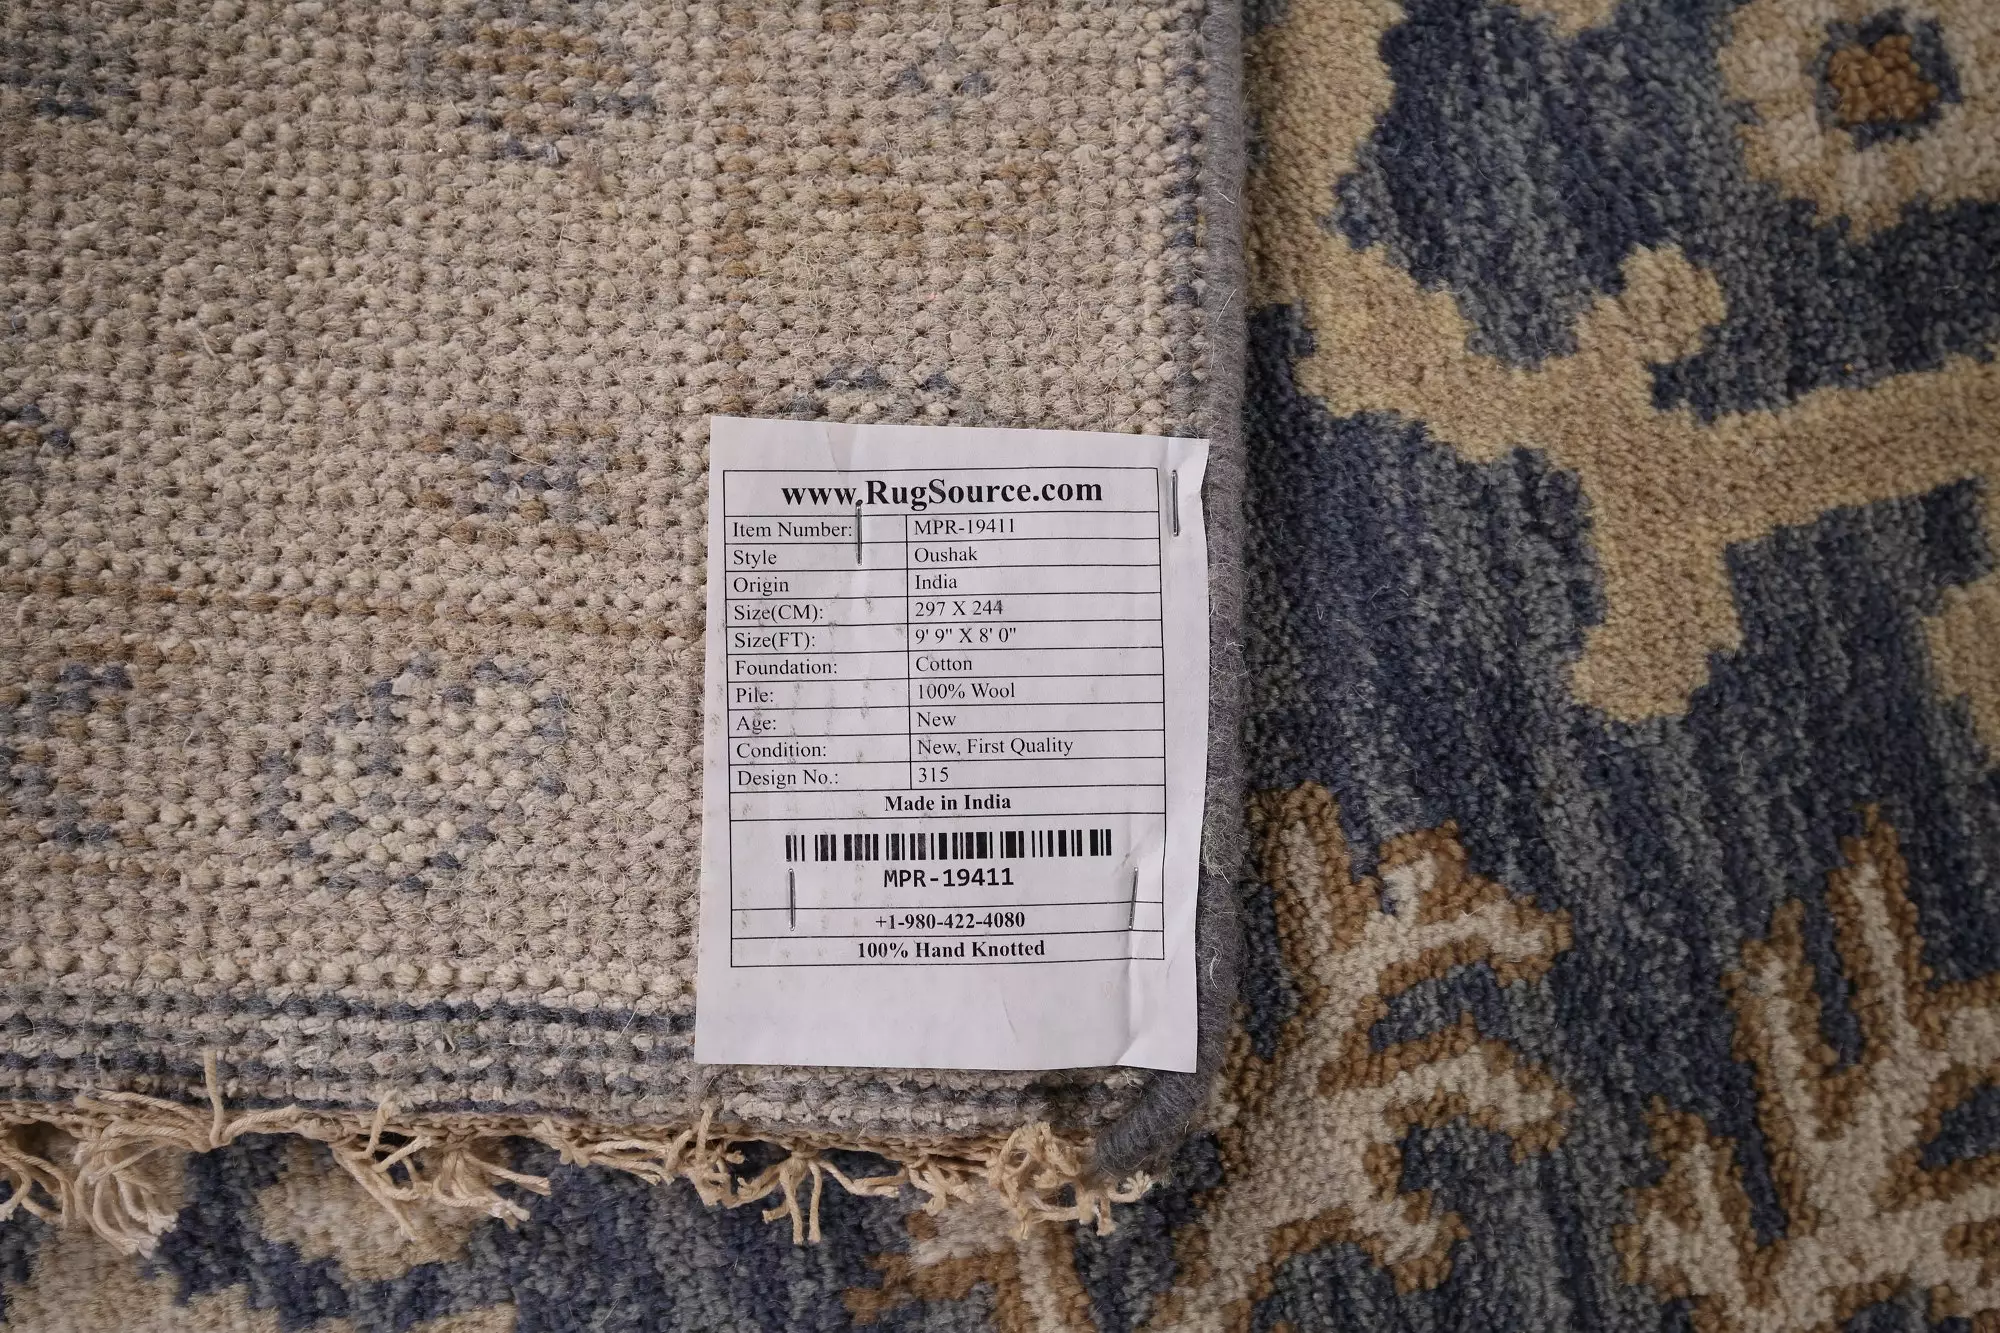 www.RugSource.com
Item Number: MPR-19411
Style Oushak
Origin India
Size(CM): 297 X 244
Size(FT): 9' 9" X 8' 0"
Foundation: Cotton
Pile: 100% Wool
Age: New
Condition: New, First Quality
Design No.: 315
Made in India
MPR-19411
+1-980-422-4080
100% Hand Knotted